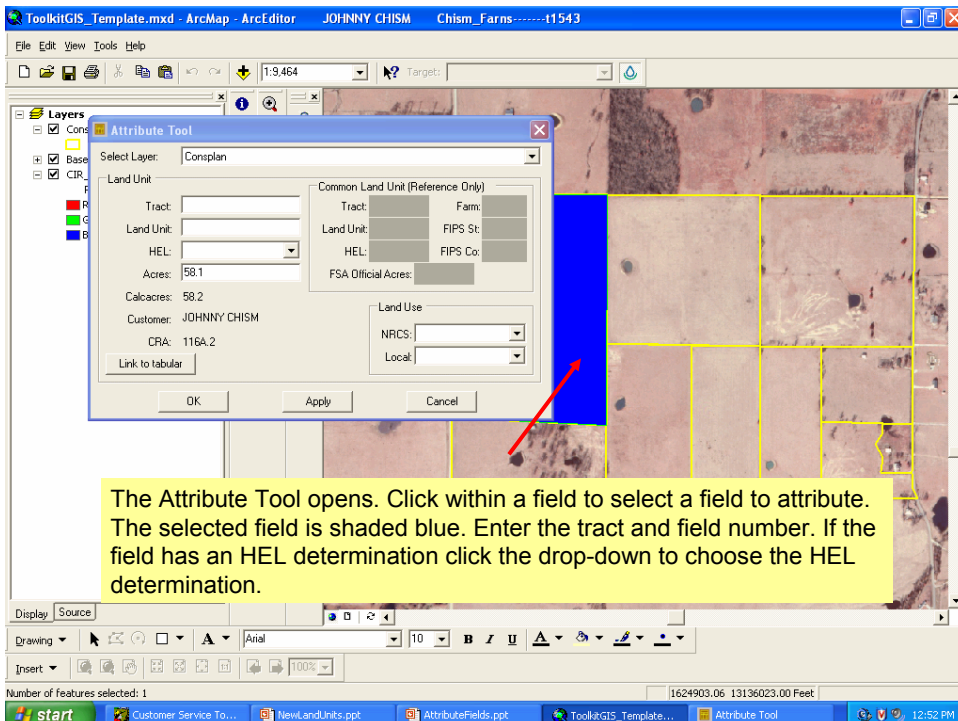 ToolkitGIS_Template.mxd - ArcMap - ArcEditor JOHNNY CHISM Chism_Farns-------t1543
File Edit View Tools Help
1:9,464 Target:
Layers
Cons
Base
CIR_
R
G
B
Attribute Tool
Select Layer: Consplan
Land Unit
Tract:
Land Unit:
HEL:
Acres: 58.1
Calcacres: 58.2
Customer: JOHNNY CHISM
CRA: 116A.2
Link to tabular
Common Land Unit (Reference Only)
Tract: Farm:
Land Unit: FIPS St:
HEL: FIPS Co:
FSA Official Acres:
Land Use
NRCS:
Local:
OK Apply Cancel
The Attribute Tool opens. Click within a field to select a field to attribute.
The selected field is shaded blue. Enter the tract and field number. If the
field has an HEL determination click the drop-down to choose the HEL
determination.
Display Source
Drawing A Arial 10 B I U A
Insert 100%
Number of features selected: 1 1624903.06 13136023.00 Feet
start Customer Service To... NewLandUnits.ppt AttributeFields.ppt ToolkitGIS_Template... Attribute Tool 12:52 PM